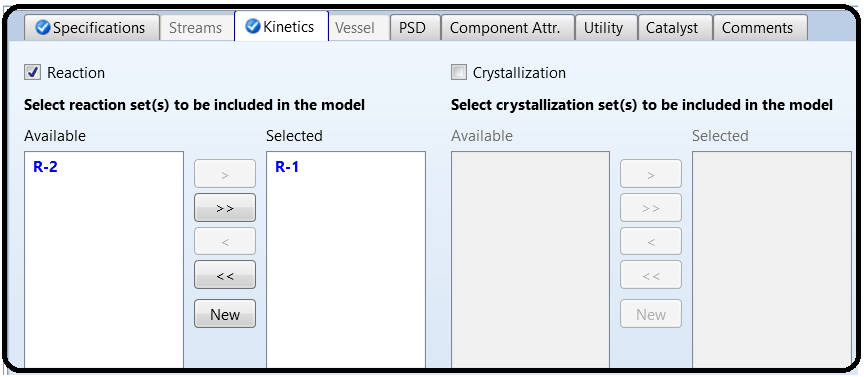 Specifications Streams Kinetics Vessel PSD Component Attr. Utility Catalyst Comments
Reaction Crystallization
Select reaction set(s) to be included in the model Select crystallization set(s) to be included in the model
Available Selected Available Selected
R-2 > R-1 >
>> >>
< <
<< <<
New New